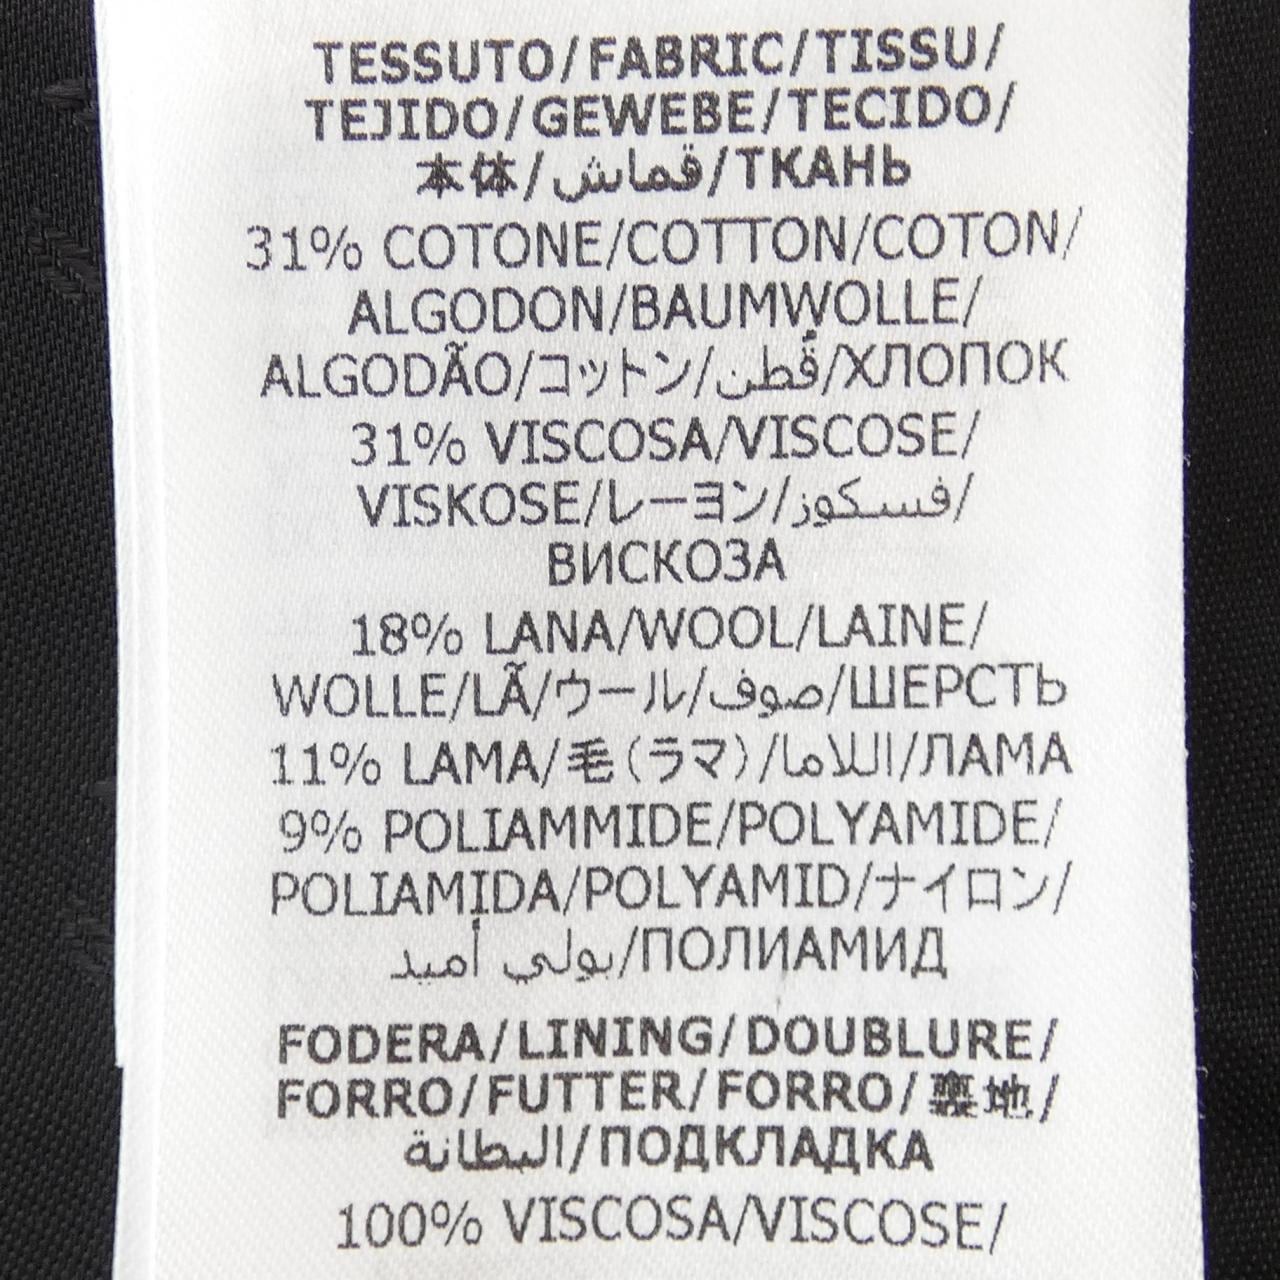 TESSUTO/FABRIC/TISSU/
TEJIDO/GEWEBE/TECIDO/
本体/قماش/ТКАНЬ
31% COTONE/COTTON/COTON/
ALGODON/BAUMWOLLE/
ALGODÃO/コットン/قُطن/ХЛОПОК
31% VISCOSA/VISCOSE/
VISKOSE/レーヨン/فسكوز/
ВИСКОЗА
18% LANA/WOOL/LAINE/
WOLLE/LÃ/ウール/صوف/ШЕРСТЬ
11% LAMA/毛(ラマ)/اللاما/ЛАМА
9% POLIAMMIDE/POLYAMIDE/
POLIAMIDA/POLYAMID/ナイロン/
بولي أميد/ПОЛИАМИД
FODERA/LINING/DOUBLURE/
FORRO/FUTTER/FORRO/裏地/
البطانة/ПОДКЛАДКА
100% VISCOSA/VISCOSE/